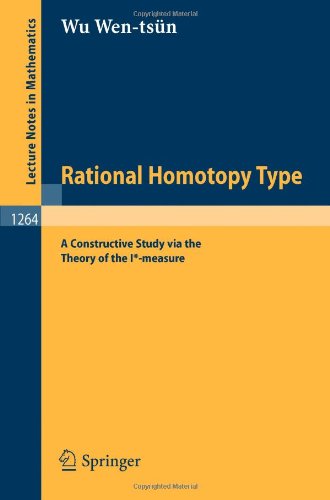 Wu Wen-tsün
Lecture Notes in Mathematics
Rational Homotopy Type
1264
A Constructive Study via the
Theory of the I*-measure
Springer